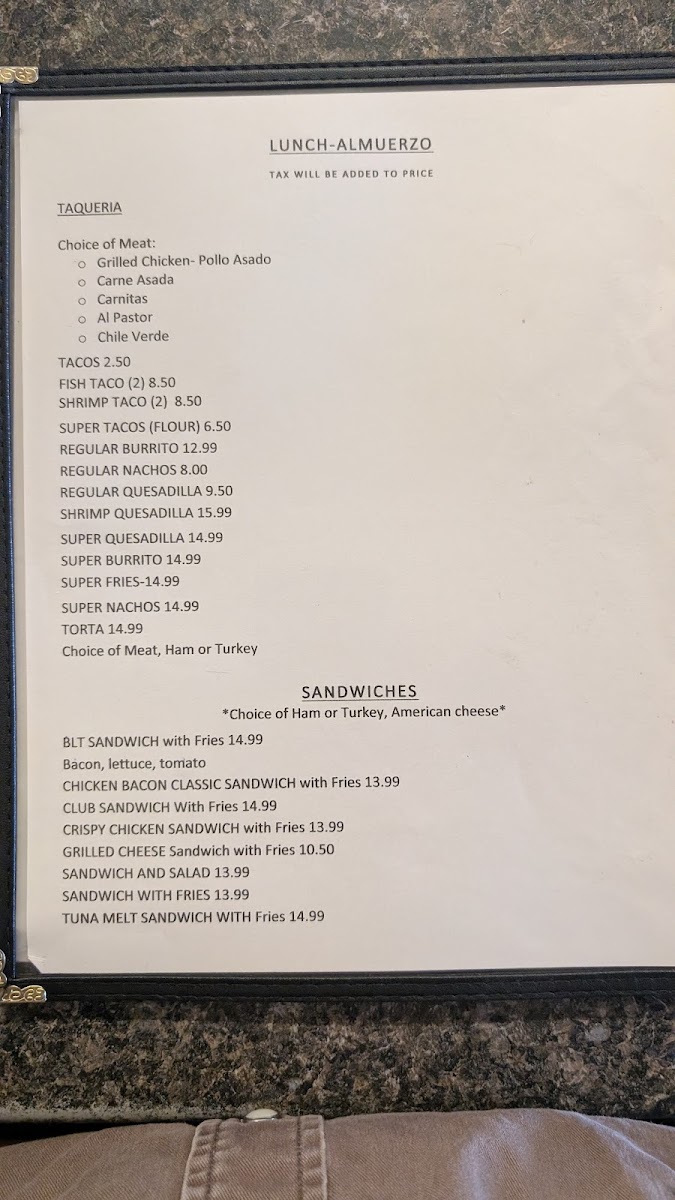 LUNCH-ALMUERZO
TAX WILL BE ADDED TO PRICE
TAQUERIA
Choice of Meat:
o Grilled Chicken- Pollo Asado
o Carne Asada
o Carnitas
o Al Pastor
o Chile Verde
TACOS 2.50
FISH TACO (2) 8.50
SHRIMP TACO (2) 8.50
SUPER TACOS (FLOUR) 6.50
REGULAR BURRITO 12.99
REGULAR NACHOS 8.00
REGULAR QUESADILLA 9.50
SHRIMP QUESADILLA 15.99
SUPER QUESADILLA 14.99
SUPER BURRITO 14.99
SUPER FRIES-14.99
SUPER NACHOS 14.99
TORTA 14.99
Choice of Meat, Ham or Turkey
SANDWICHES
*Choice of Ham or Turkey, American cheese*
BLT SANDWICH with Fries 14.99
Bacon, lettuce, tomato
CHICKEN BACON CLASSIC SANDWICH with Fries 13.99
CLUB SANDWICH With Fries 14.99
CRISPY CHICKEN SANDWICH with Fries 13.99
GRILLED CHEESE Sandwich with Fries 10.50
SANDWICH AND SALAD 13.99
SANDWICH WITH FRIES 13.99
TUNA MELT SANDWICH WITH Fries 14.99